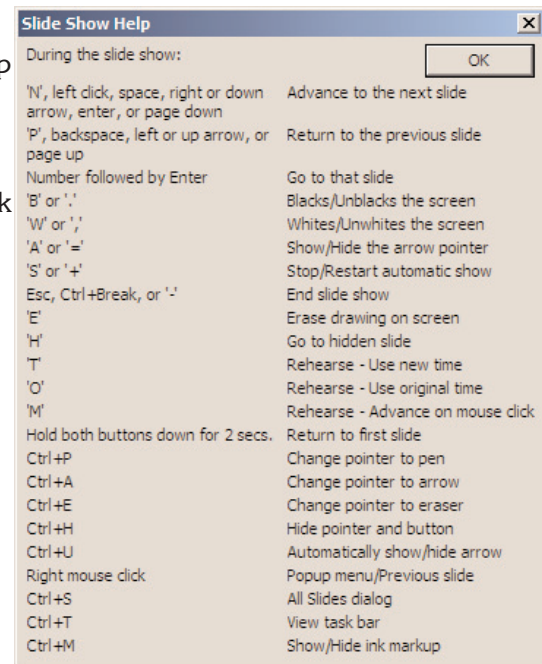 Slide Show Help
During the slide show:
OK
'N', left click, space, right or down Advance to the next slide
arrow, enter, or page down
'P', backspace, left or up arrow, or Return to the previous slide
page up
Number followed by Enter Go to that slide
'B' or '.' Blacks/Unblacks the screen
'W' or ',' Whites/Unwhites the screen
'A' or '=' Show/Hide the arrow pointer
'S' or '+' Stop/Restart automatic show
Esc, Ctrl+Break, or '-' End slide show
'E' Erase drawing on screen
'H' Go to hidden slide
'T' Rehearse - Use new time
'O' Rehearse - Use original time
'M' Rehearse - Advance on mouse click
Hold both buttons down for 2 secs. Return to first slide
Ctrl+P Change pointer to pen
Ctrl+A Change pointer to arrow
Ctrl+E Change pointer to eraser
Ctrl+H Hide pointer and button
Ctrl+U Automatically show/hide arrow
Right mouse click Popup menu/Previous slide
Ctrl+S All Slides dialog
Ctrl+T View task bar
Ctrl+M Show/Hide ink markup